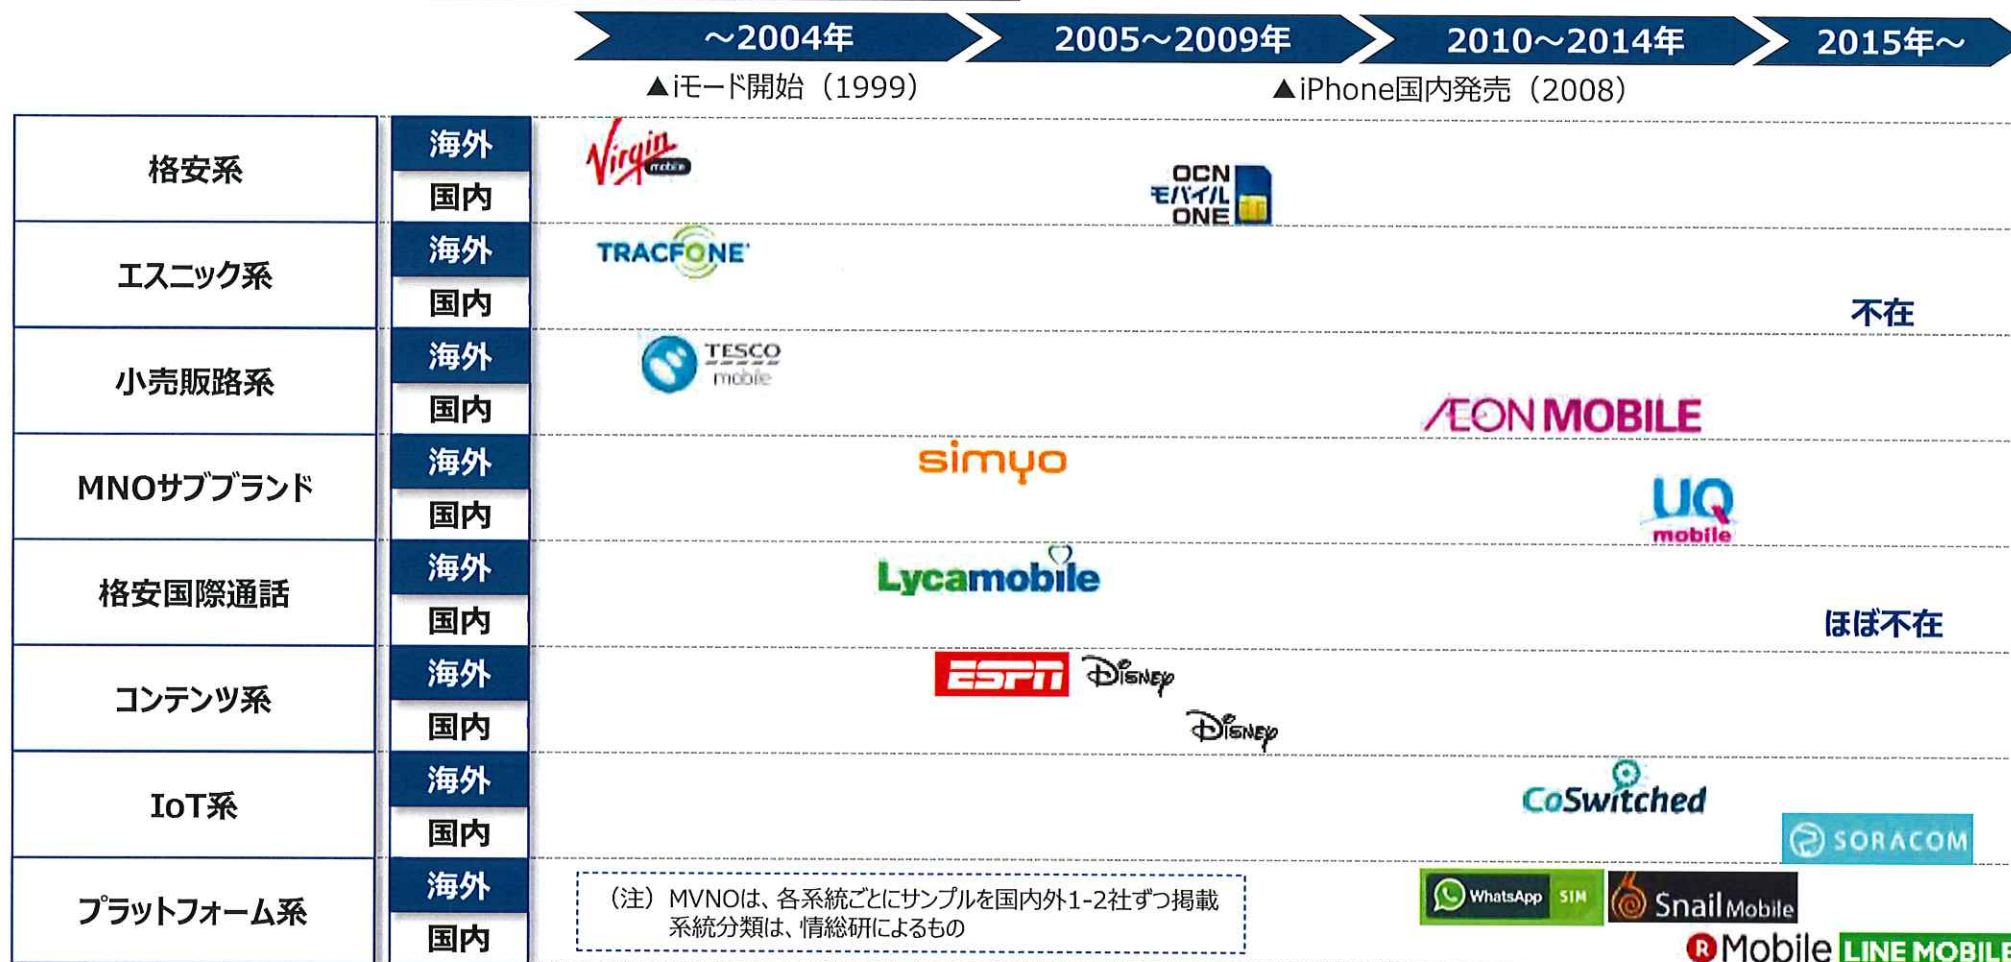 ～2004年
2005～2009年
2010～2014年
2015年～
▲iモード開始（1999）
▲iPhone国内発売（2008）
格安系
海外
Virgin
mobile
国内
OCN
モバイル
ONE
エスニック系
海外
TRACFONE
国内
不在
小売販路系
海外
TESCO
mobile
国内
ÆON MOBILE
MNOサブブランド
海外
simyo
国内
UQ
mobile
格安国際通話
海外
Lycamobile
国内
ほぼ不在
コンテンツ系
海外
ESPN
Disney
国内
Disney
IoT系
海外
CoSwitched
国内
SORACOM
プラットフォーム系
海外
WhatsApp SIM
Snail Mobile
国内
R Mobile
LINE MOBILE
（注）MVNOは、各系統ごとにサンプルを国内外1-2社ずつ掲載
系統分類は、情総研によるもの